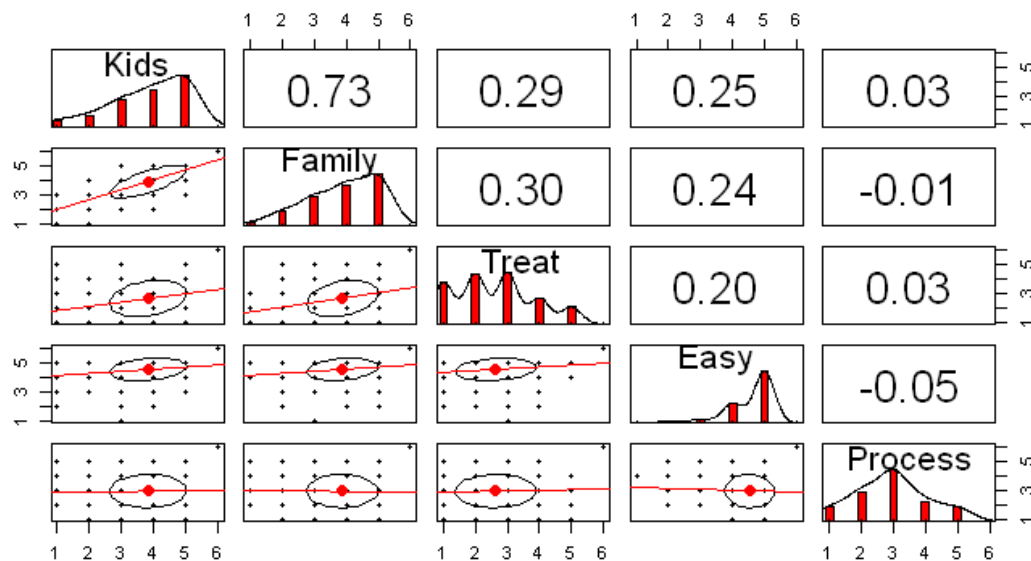 1 2 3 4 5 6 1 2 3 4 5 6
Kids 0.73 0.29 0.25 0.03 1 3 5
1 3 5 Family 0.30 0.24 -0.01
Treat 0.20 0.03 1 3 5
1 3 5 Easy -0.05
Process 1 3 5
1 2 3 4 5 6 1 2 3 4 5 6 1 2 3 4 5 6